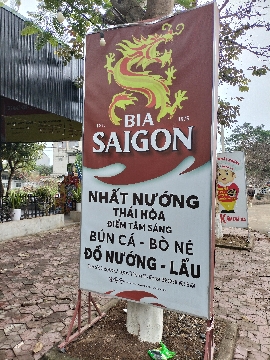 BIA
SAIGON
NHẤT NƯỚNG
THÁI HÒA
ĐIỂM TÂM SÁNG
BÚN CÁ - BÒ NÉ
ĐỒ NƯỚNG - LẨU